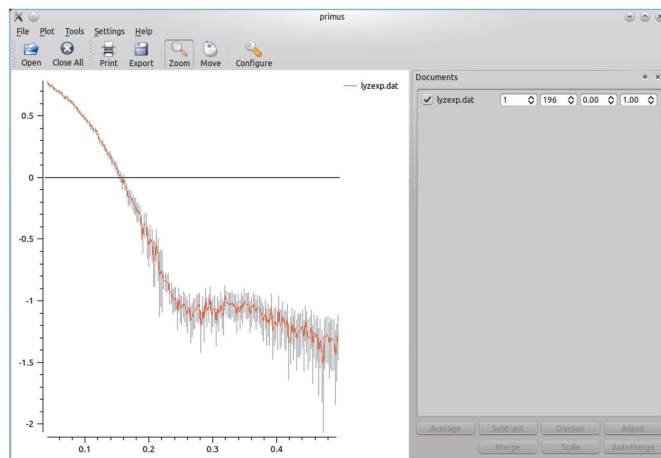 primus
File Plot Tools Settings Help
Open Close All Print Export Zoom Move Configure
Documents
lyzexp.dat
lyzexp.dat 1 196 0.00 1.00
0.5
0
-0.5
-1
-1.5
-2
0.1 0.2 0.3 0.4
Average Subtract Division Adjust
Merge Scale AutoMerge